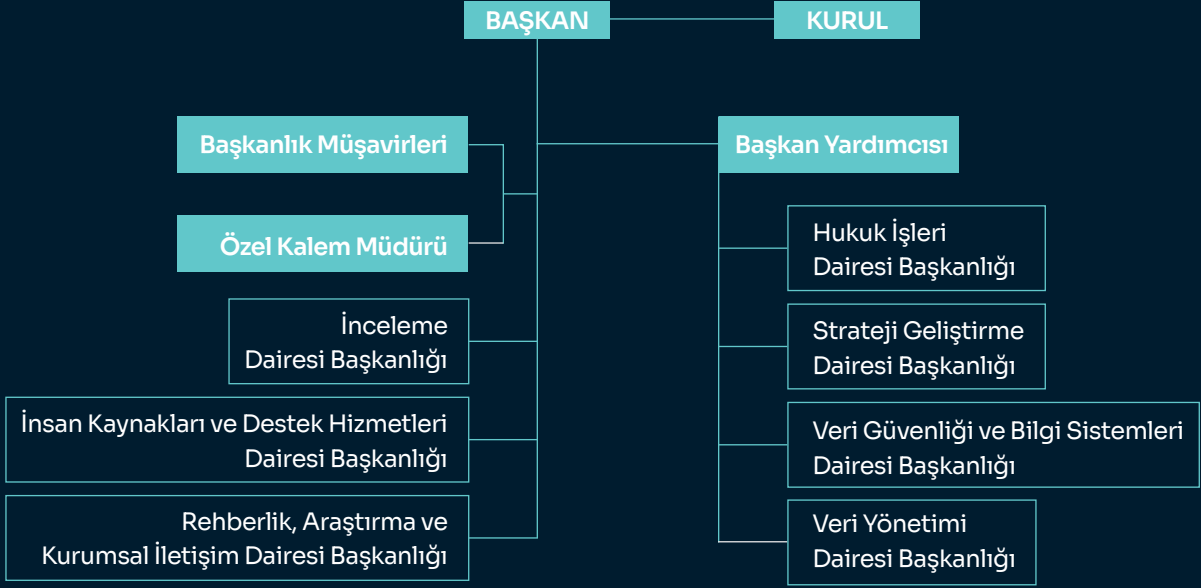 BAŞKAN
KURUL
Başkanlık Müşavirleri
Özel Kalem Müdürü
İnceleme
Dairesi Başkanlığı
İnsan Kaynakları ve Destek Hizmetleri
Dairesi Başkanlığı
Rehberlik, Araştırma ve
Kurumsal İletişim Dairesi Başkanlığı
Başkan Yardımcısı
Hukuk İşleri
Dairesi Başkanlığı
Strateji Geliştirme
Dairesi Başkanlığı
Veri Güvenliği ve Bilgi Sistemleri
Dairesi Başkanlığı
Veri Yönetimi
Dairesi Başkanlığı